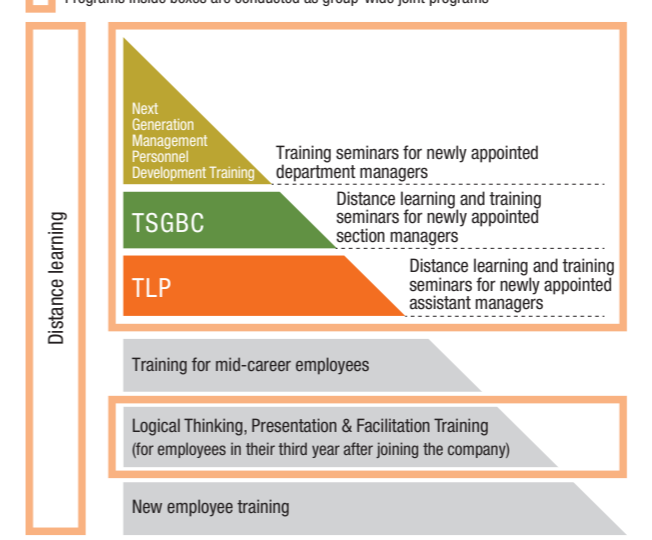 Programs inside boxes are conducted as group-wide joint programs
Distance learning
Next
Generation
Management
Personnel
Development Training
Training seminars for newly appointed
department managers
TSGBC
Distance learning and training
seminars for newly appointed
section managers
TLP
Distance learning and training
seminars for newly appointed
assistant managers
Training for mid-career employees
Logical Thinking, Presentation & Facilitation Training
(for employees in their third year after joining the company)
New employee training